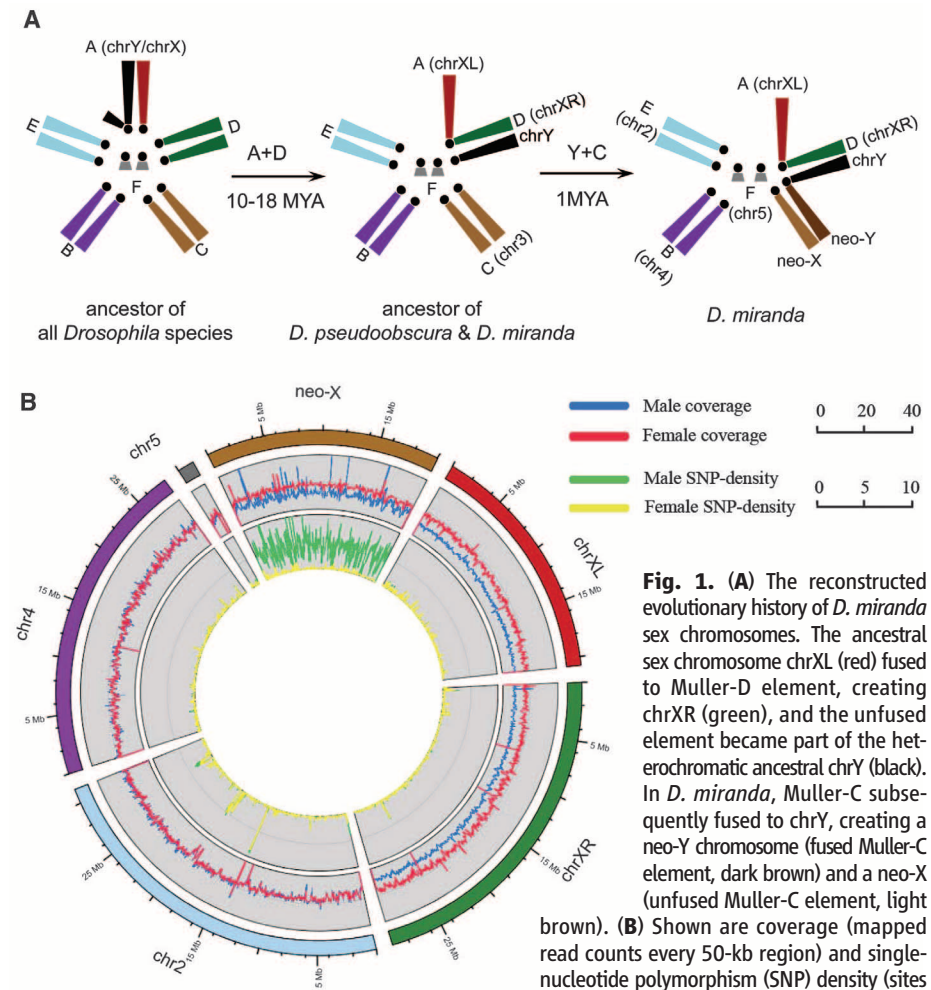 A
A (chrY/chrX)
E
D
B
C
F
A+D
10-18 MYA
ancestor of
all Drosophila species
A (chrXL)
E
D (chrXR)
chrY
F
B
C (chr3)
Y+C
1MYA
ancestor of
D. pseudoobscura & D. miranda
A (chrXL)
E
(chr2)
D (chrXR)
chrY
F
(chr5)
B
(chr4)
neo-Y
neo-X
D. miranda
B
neo-X
5 Mb
15 Mb
chrXL
5 Mb
15 Mb
chrXR
5 Mb
15 Mb
25 Mb
chr2
5 Mb
15 Mb
25 Mb
chr4
5 Mb
15 Mb
25 Mb
chr5
Male coverage
Female coverage
0 20 40
Male SNP-density
Female SNP-density
0 5 10
Fig. 1. (A) The reconstructed
evolutionary history of D. miranda
sex chromosomes. The ancestral
sex chromosome chrXL (red) fused
to Muller-D element, creating
chrXR (green), and the unfused
element became part of the het-
erochromatic ancestral chrY (black).
In D. miranda, Muller-C subse-
quently fused to chrY, creating a
neo-Y chromosome (fused Muller-C
element, dark brown) and a neo-X
(unfused Muller-C element, light
brown). (B) Shown are coverage (mapped
read counts every 50-kb region) and single-
nucleotide polymorphism (SNP) density (sites